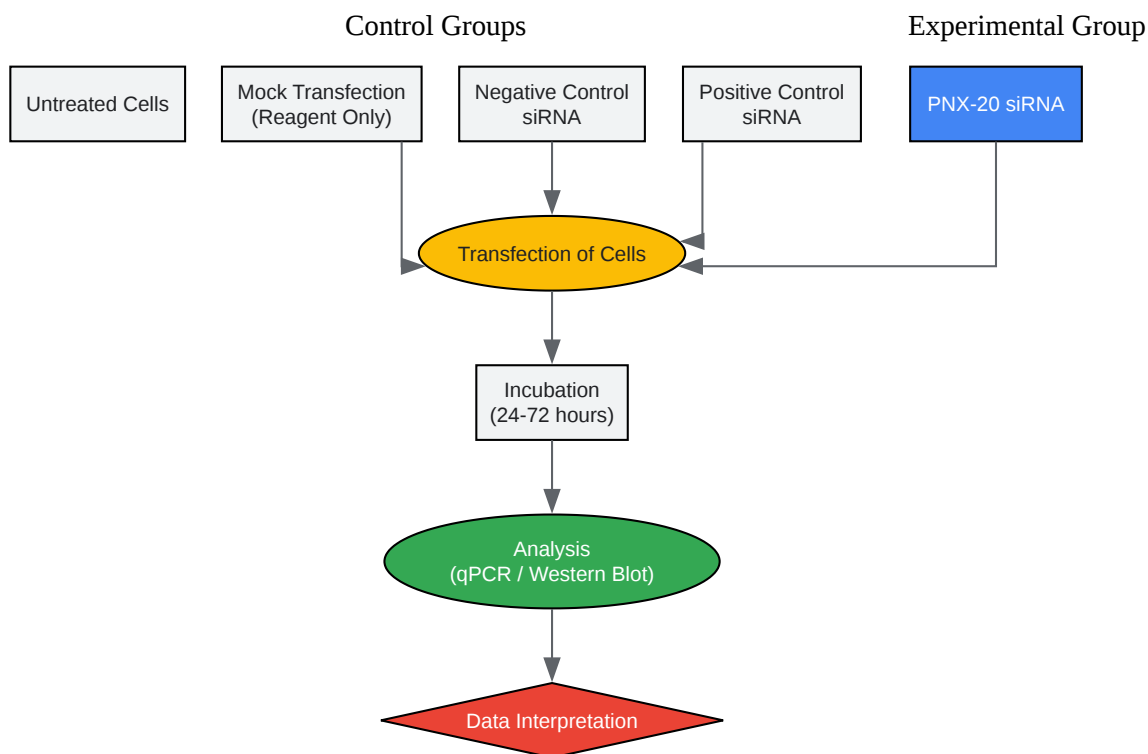 Control Groups
Experimental Group
Untreated Cells
Mock Transfection
(Reagent Only)
Negative Control
siRNA
Positive Control
siRNA
PNX-20 siRNA
Transfection of Cells
Incubation
(24-72 hours)
Analysis
(qPCR / Western Blot)
Data Interpretation